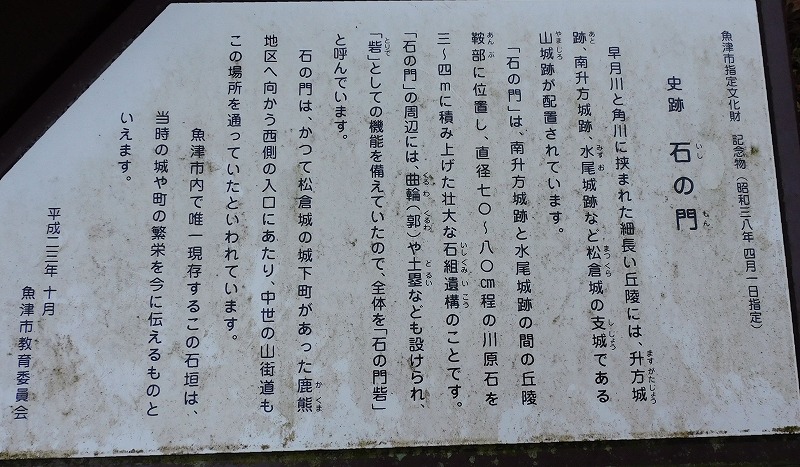 魚津市指定文化財 記念物（昭和三八年 四月一日指定）
史跡 石の門
早月川と角川に挟まれた細長い丘陵には、升方城
跡、南升方城跡、水尾城跡など松倉城の支城である
山城跡が配置されています。
「石の門」は、南升方城跡と水尾城跡の間の丘陵
鞍部に位置し、直径七〇～八〇㎝程の川原石を
三～四ｍに積み上げた壮大な石組遺構のことです。
「石の門」の周辺には、曲輪（郭）や土塁なども設けられ、
「砦」としての機能を備えていたので、全体を「石の門砦」
と呼んでいます。
石の門は、かつて松倉城の城下町があった鹿熊
地区へ向かう西側の入口にあたり、中世の山街道も
この場所を通っていたといわれています。
魚津市内で唯一現存するこの石垣は、
当時の城や町の繁栄を今に伝えるものと
いえます。
平成二三年 十月
魚津市教育委員会